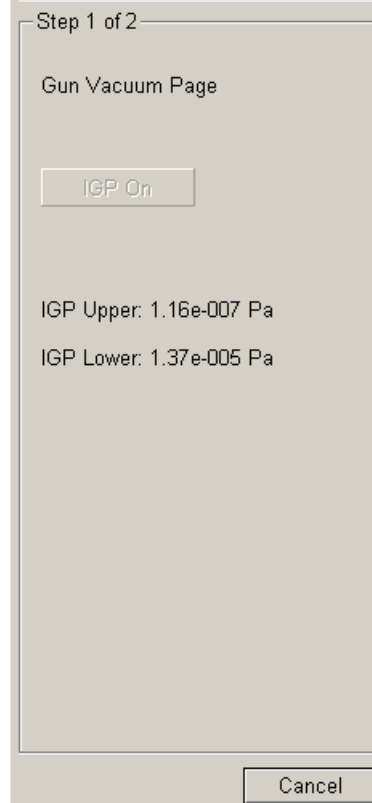 Step 1 of 2
Gun Vacuum Page
IGP On
IGP Upper: 1.16e-007 Pa
IGP Lower: 1.37e-005 Pa
Cancel